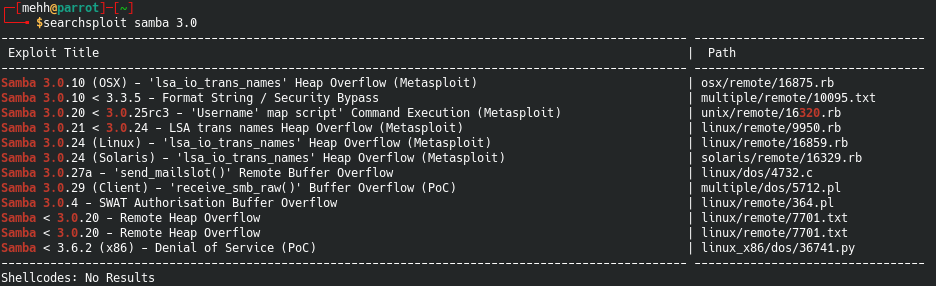 ┌─[mehh@parrot]─[~]
└──╼ $searchsploit samba 3.0
---------------------------------------------------------------------------------------------- ---------------------------------
 Exploit Title                                                                                |  Path
---------------------------------------------------------------------------------------------- ---------------------------------
Samba 3.0.10 (OSX) - 'lsa_io_trans_names' Heap Overflow (Metasploit)                          | osx/remote/16875.rb
Samba 3.0.10 < 3.3.5 - Format String / Security Bypass                                        | multiple/remote/10095.txt
Samba 3.0.20 < 3.0.25rc3 - 'Username' map script' Command Execution (Metasploit)              | unix/remote/16320.rb
Samba 3.0.21 < 3.0.24 - LSA trans names Heap Overflow (Metasploit)                            | linux/remote/9950.rb
Samba 3.0.24 (Linux) - 'lsa_io_trans_names' Heap Overflow (Metasploit)                        | linux/remote/16859.rb
Samba 3.0.24 (Solaris) - 'lsa_io_trans_names' Heap Overflow (Metasploit)                      | solaris/remote/16329.rb
Samba 3.0.27a - 'send_mailslot()' Remote Buffer Overflow                                      | linux/dos/4732.c
Samba 3.0.29 (Client) - 'receive_smb_raw()' Buffer Overflow (PoC)                             | multiple/dos/5712.pl
Samba 3.0.4 - SWAT Authorisation Buffer Overflow                                              | linux/remote/364.pl
Samba < 3.0.20 - Remote Heap Overflow                                                         | linux/remote/7701.txt
Samba < 3.0.20 - Remote Heap Overflow                                                         | linux/remote/7701.txt
Samba < 3.6.2 (x86) - Denial of Service (PoC)                                                 | linux_x86/dos/36741.py
---------------------------------------------------------------------------------------------- ---------------------------------
Shellcodes: No Results